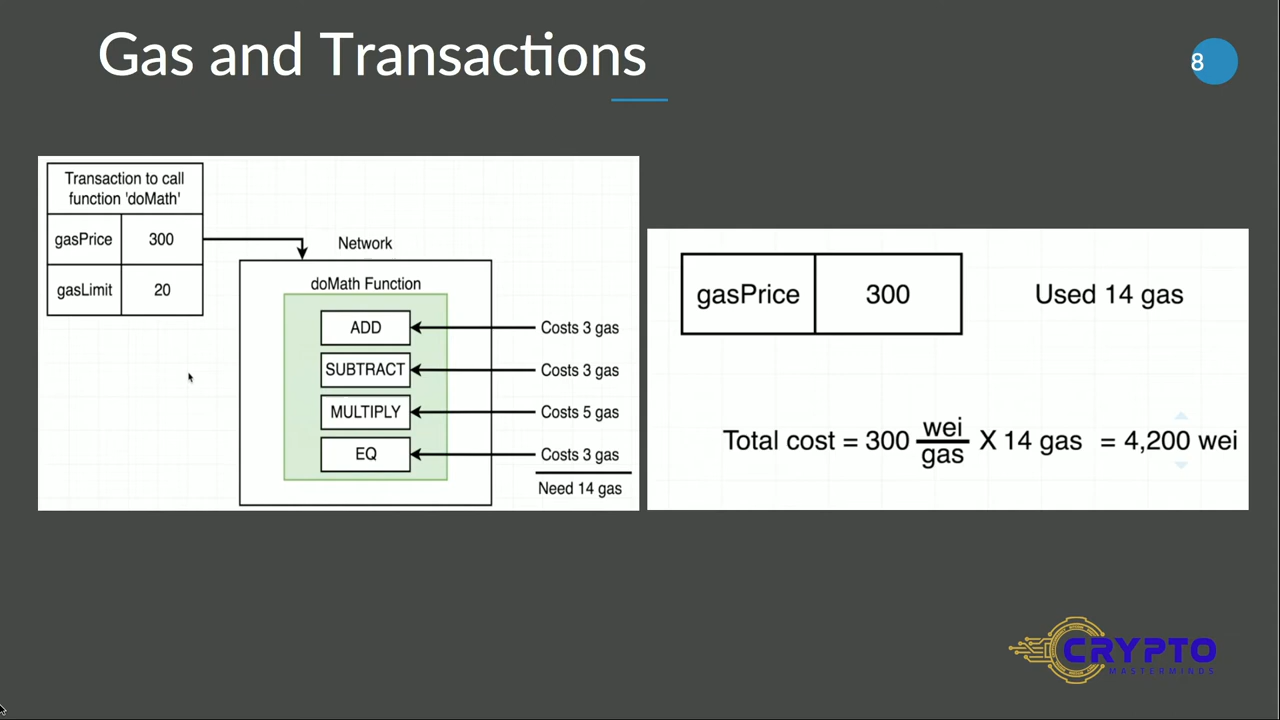 Gas and Transactions
8
Transaction to call
function 'doMath'
gasPrice 300
gasLimit 20
Network
doMath Function
ADD Costs 3 gas
SUBTRACT Costs 3 gas
MULTIPLY Costs 5 gas
EQ Costs 3 gas
Need 14 gas
gasPrice 300 Used 14 gas
Total cost = 300 wei/gas X 14 gas = 4,200 wei
CRYPTO
MASTERMINDS